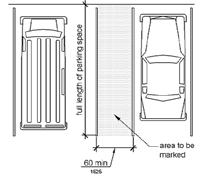 full length of parking space
area to be
marked
60 min
1525